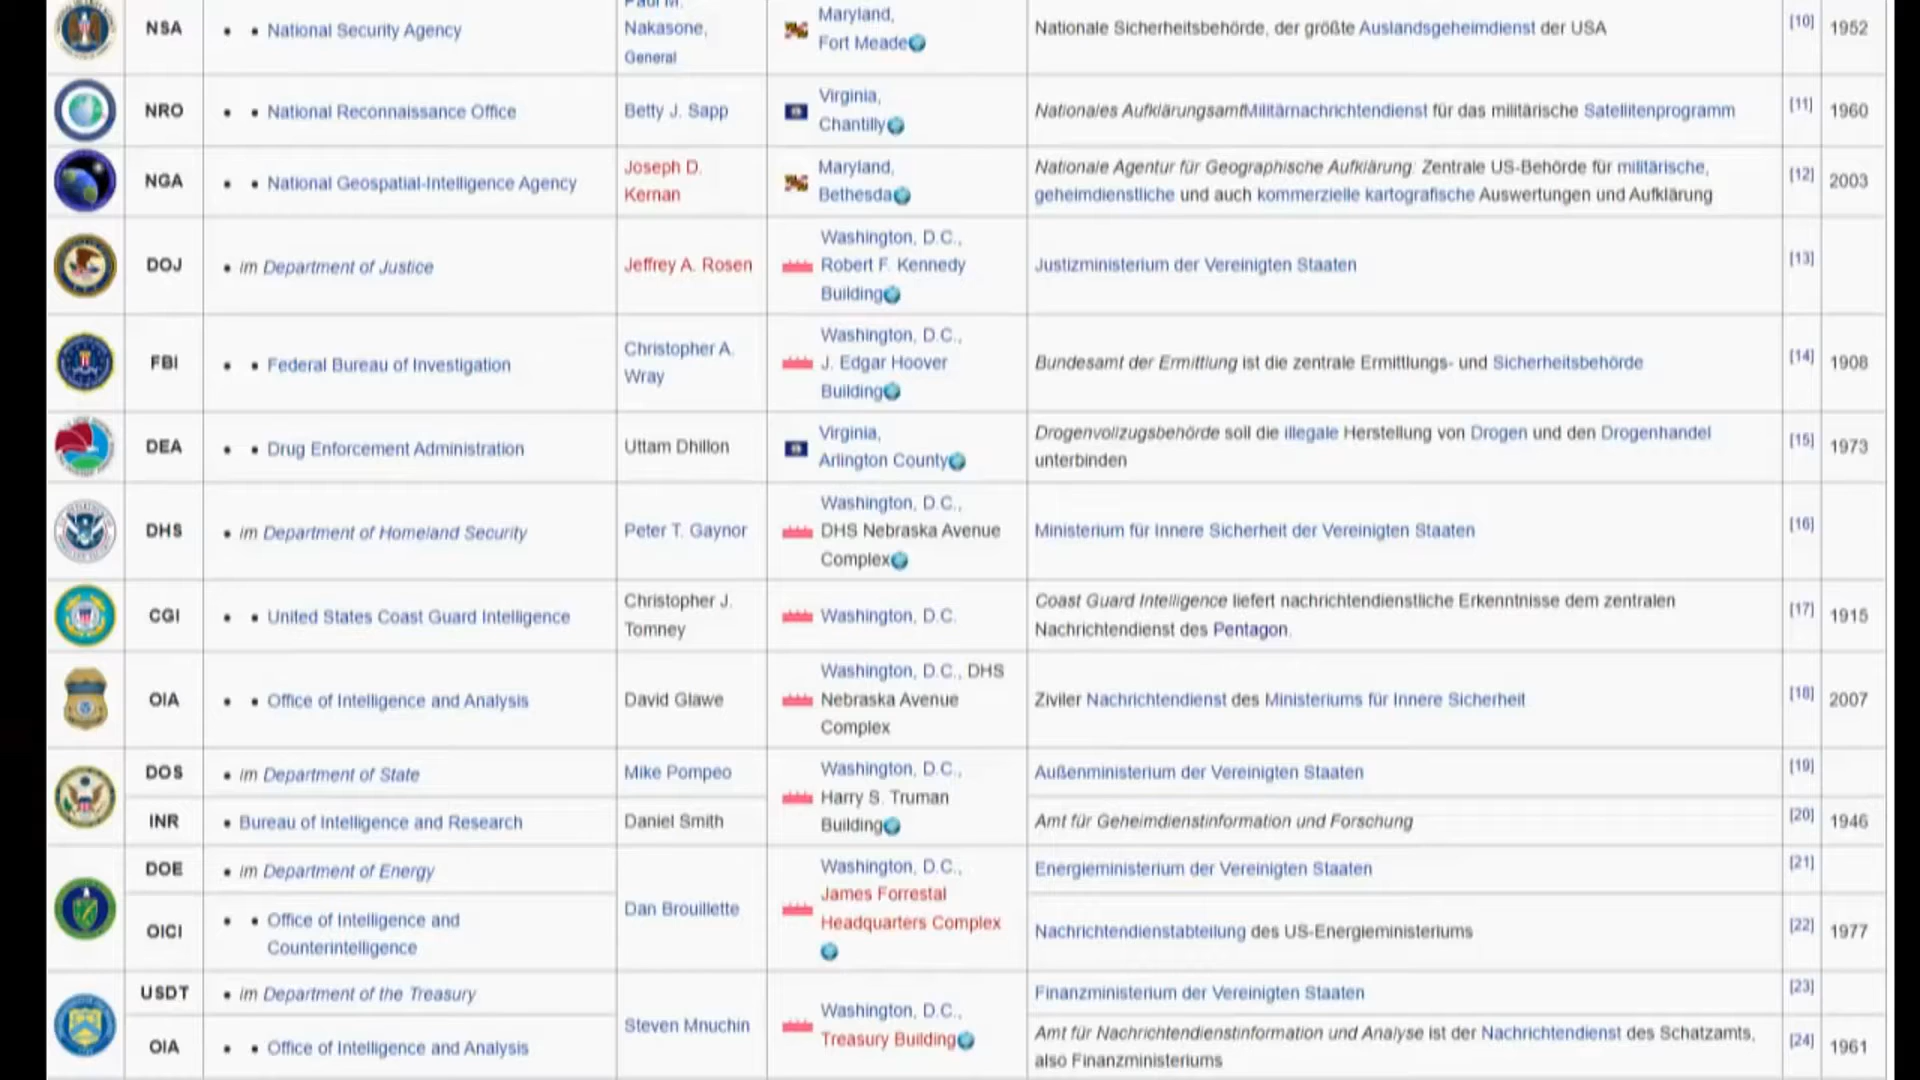 Paul M.
NSA • • National Security Agency Nakasone, General Maryland, Fort Meade Nationale Sicherheitsbehörde, der größte Auslandsgeheimdienst der USA [10] 1952
NRO • • National Reconnaissance Office Betty J. Sapp Virginia, Chantilly Nationales AufklärungsamtMilitärnachrichtendienst für das militärische Satellitenprogramm [11] 1960
NGA • • National Geospatial-Intelligence Agency Joseph D. Kernan Maryland, Bethesda Nationale Agentur für Geographische Aufklärung: Zentrale US-Behörde für militärische, geheimdienstliche und auch kommerzielle kartografische Auswertungen und Aufklärung [12] 2003
DOJ • im Department of Justice Jeffrey A. Rosen Washington, D.C., Robert F. Kennedy Building Justizministerium der Vereinigten Staaten [13]
FBI • • Federal Bureau of Investigation Christopher A. Wray Washington, D.C., J. Edgar Hoover Building Bundesamt der Ermittlung ist die zentrale Ermittlungs- und Sicherheitsbehörde [14] 1908
DEA • • Drug Enforcement Administration Uttam Dhillon Virginia, Arlington County Drogenvollzugsbehörde soll die illegale Herstellung von Drogen und den Drogenhandel unterbinden [15] 1973
DHS • im Department of Homeland Security Peter T. Gaynor Washington, D.C., DHS Nebraska Avenue Complex Ministerium für Innere Sicherheit der Vereinigten Staaten [16]
CGI • • United States Coast Guard Intelligence Christopher J. Tomney Washington, D.C. Coast Guard Intelligence liefert nachrichtendienstliche Erkenntnisse dem zentralen Nachrichtendienst des Pentagon. [17] 1915
OIA • • Office of Intelligence and Analysis David Glawe Washington, D.C., DHS Nebraska Avenue Complex Ziviler Nachrichtendienst des Ministeriums für Innere Sicherheit [18] 2007
DOS • im Department of State Mike Pompeo Washington, D.C., Harry S. Truman Building Außenministerium der Vereinigten Staaten [19]
INR • Bureau of Intelligence and Research Daniel Smith Amt für Geheimdienstinformation und Forschung [20] 1946
DOE • im Department of Energy Dan Brouillette Washington, D.C., James Forrestal Headquarters Complex Energieministerium der Vereinigten Staaten [21]
OICI • • Office of Intelligence and Counterintelligence Nachrichtendienstabteilung des US-Energieministeriums [22] 1977
USDT • im Department of the Treasury Steven Mnuchin Washington, D.C., Treasury Building Finanzministerium der Vereinigten Staaten [23]
OIA • • Office of Intelligence and Analysis Amt für Nachrichtendienstinformation und Analyse ist der Nachrichtendienst des Schatzamts, also Finanzministeriums [24] 1961